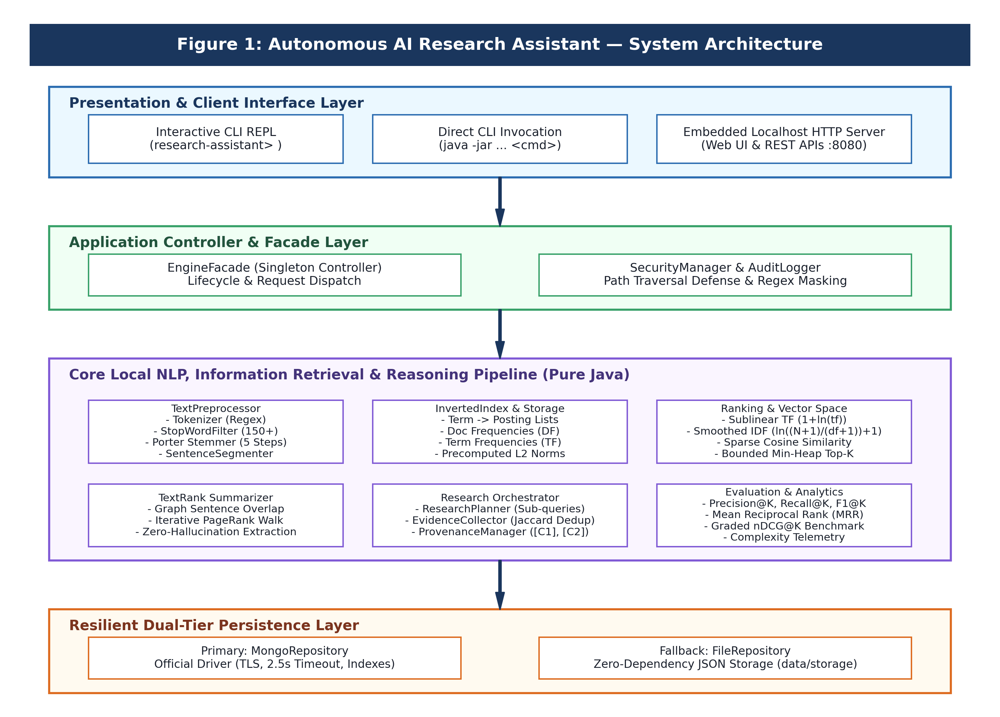 Figure 1: Autonomous AI Research Assistant — System Architecture
Presentation & Client Interface Layer
Interactive CLI REPL
(research-assistant> )
Direct CLI Invocation
(java -jar ... <cmd>)
Embedded Localhost HTTP Server
(Web UI & REST APIs :8080)
Application Controller & Facade Layer
EngineFacade (Singleton Controller)
Lifecycle & Request Dispatch
SecurityManager & AuditLogger
Path Traversal Defense & Regex Masking
Core Local NLP, Information Retrieval & Reasoning Pipeline (Pure Java)
TextPreprocessor
- Tokenizer (Regex)
- StopWordFilter (150+)
- Porter Stemmer (5 Steps)
- SentenceSegmenter
InvertedIndex & Storage
- Term -> Posting Lists
- Doc Frequencies (DF)
- Term Frequencies (TF)
- Precomputed L2 Norms
Ranking & Vector Space
- Sublinear TF (1+ln(tf))
- Smoothed IDF (ln((N+1)/(df+1))+1)
- Sparse Cosine Similarity
- Bounded Min-Heap Top-K
TextRank Summarizer
- Graph Sentence Overlap
- Iterative PageRank Walk
- Zero-Hallucination Extraction
Research Orchestrator
- ResearchPlanner (Sub-queries)
- EvidenceCollector (Jaccard Dedup)
- ProvenanceManager ([C1], [C2])
Evaluation & Analytics
- Precision@K, Recall@K, F1@K
- Mean Reciprocal Rank (MRR)
- Graded nDCG@K Benchmark
- Complexity Telemetry
Resilient Dual-Tier Persistence Layer
Primary: MongoRepository
Official Driver (TLS, 2.5s Timeout, Indexes)
Fallback: FileRepository
Zero-Dependency JSON Storage (data/storage)